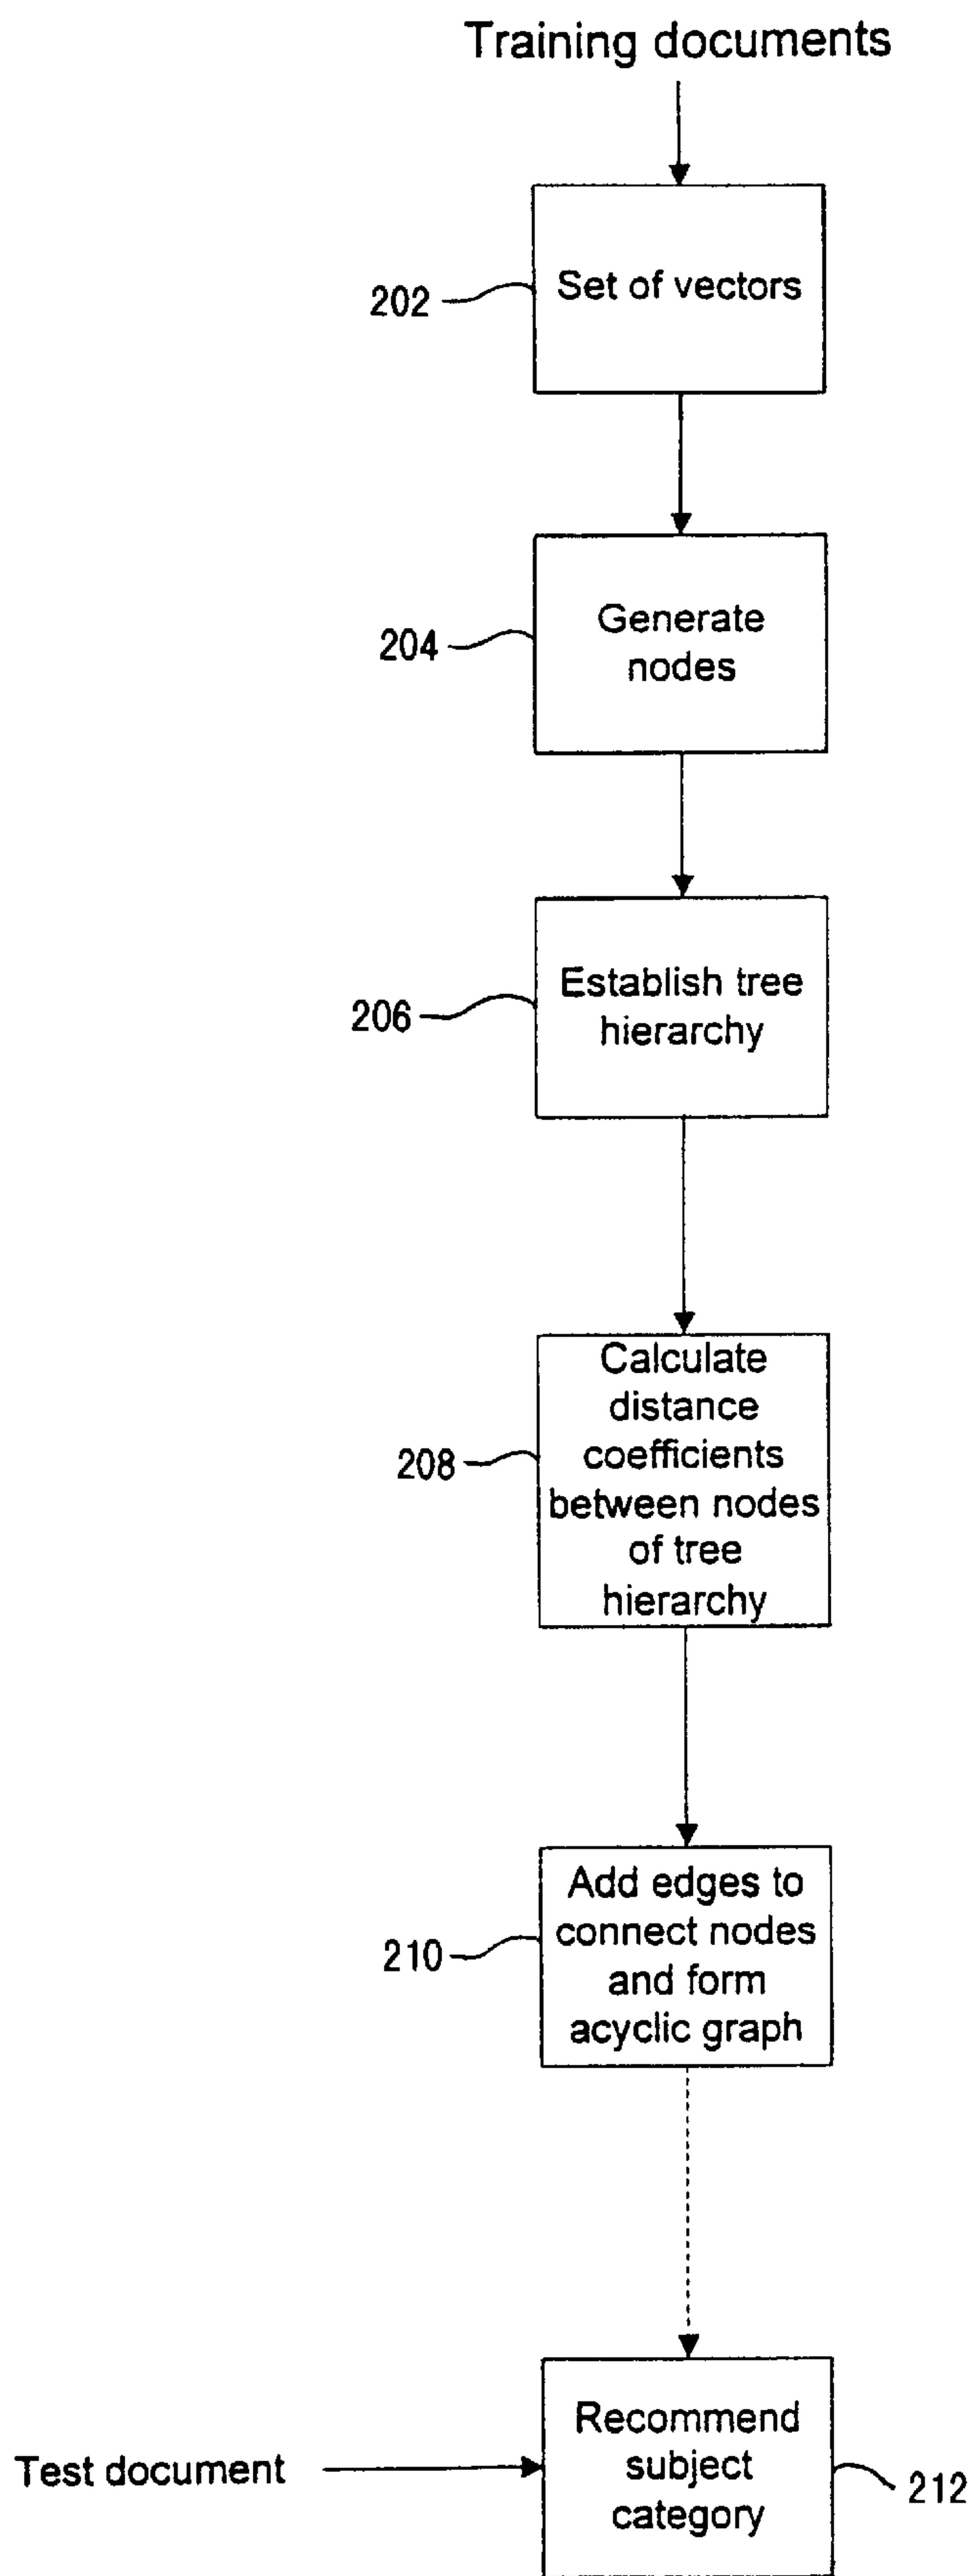 Training documents
Set of vectors
202
Generate
nodes
204
Establish tree
hierarchy
206
Calculate
distance
coefficients
between nodes
of tree
hierarchy
208
Add edges to
connect nodes
and form
acyclic graph
210
Test document
Recommend
subject
category
212